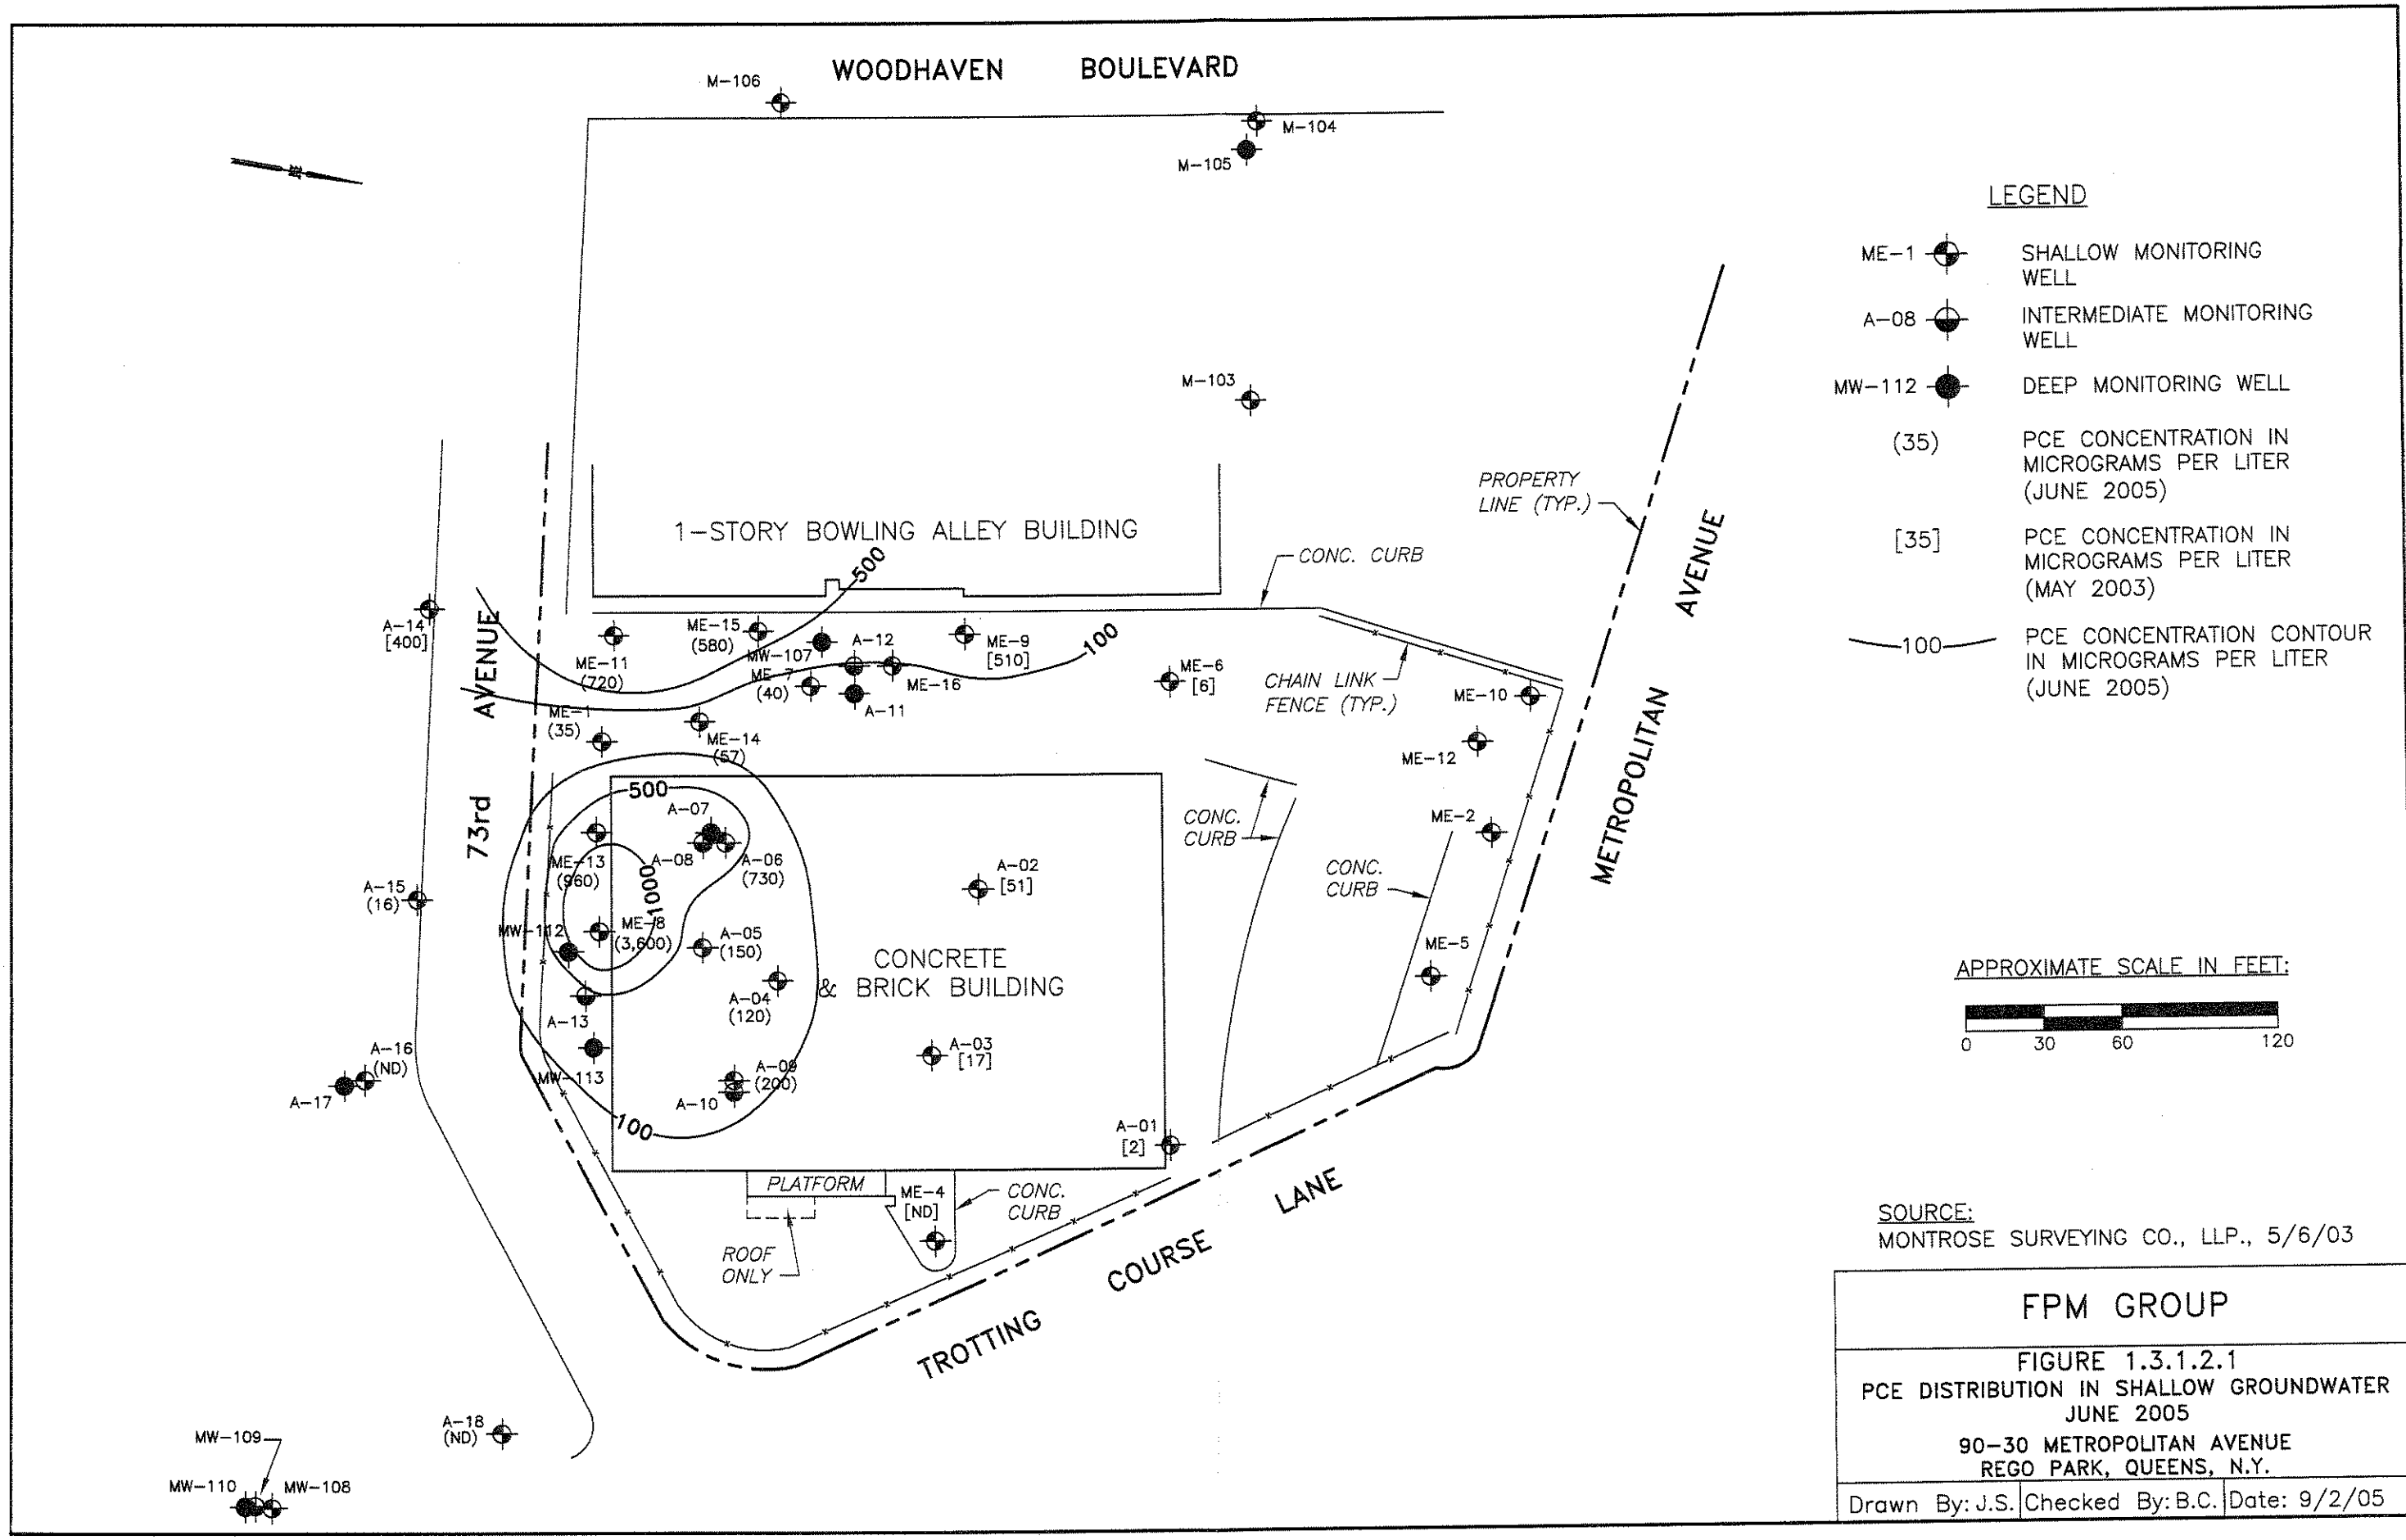 WOODHAVEN BOULEVARD
M-106
M-104
M-105
M-103
1-STORY BOWLING ALLEY BUILDING
500
CONC. CURB
PROPERTY
LINE (TYP.)
METROPOLITAN AVENUE
73rd AVENUE
A-14
[400]
ME-11
(720)
ME-15
(580)
MW-107
A-12
ME-9
[510]
100
ME-7
(40)
ME-16
A-11
ME-6
[6]
CHAIN LINK
FENCE (TYP.)
ME-10
ME-1
(35)
ME-14
(57)
ME-12
500
A-07
CONC.
CURB
ME-2
ME-13
(960)
A-08
A-06
(730)
1000
A-02
[51]
CONC.
CURB
A-15
(16)
MW-112
ME-8
(3,600)
A-05
(150)
CONCRETE
& BRICK BUILDING
ME-5
A-04
(120)
A-13
A-16
(ND)
A-17
MW-113
A-03
[17]
A-09
(200)
A-10
100
A-01
[2]
PLATFORM
ME-4
[ND]
CONC.
CURB
ROOF
ONLY
TROTTING COURSE LANE
A-18
(ND)
MW-109
MW-110
MW-108
LEGEND
ME-1 SHALLOW MONITORING
WELL
A-08 INTERMEDIATE MONITORING
WELL
MW-112 DEEP MONITORING WELL
(35) PCE CONCENTRATION IN
MICROGRAMS PER LITER
(JUNE 2005)
[35] PCE CONCENTRATION IN
MICROGRAMS PER LITER
(MAY 2003)
100 PCE CONCENTRATION CONTOUR
IN MICROGRAMS PER LITER
(JUNE 2005)
APPROXIMATE SCALE IN FEET:
0 30 60 120
SOURCE:
MONTROSE SURVEYING CO., LLP., 5/6/03
FPM GROUP
FIGURE 1.3.1.2.1
PCE DISTRIBUTION IN SHALLOW GROUNDWATER
JUNE 2005
90-30 METROPOLITAN AVENUE
REGO PARK, QUEENS, N.Y.
Drawn By: J.S. Checked By: B.C. Date: 9/2/05